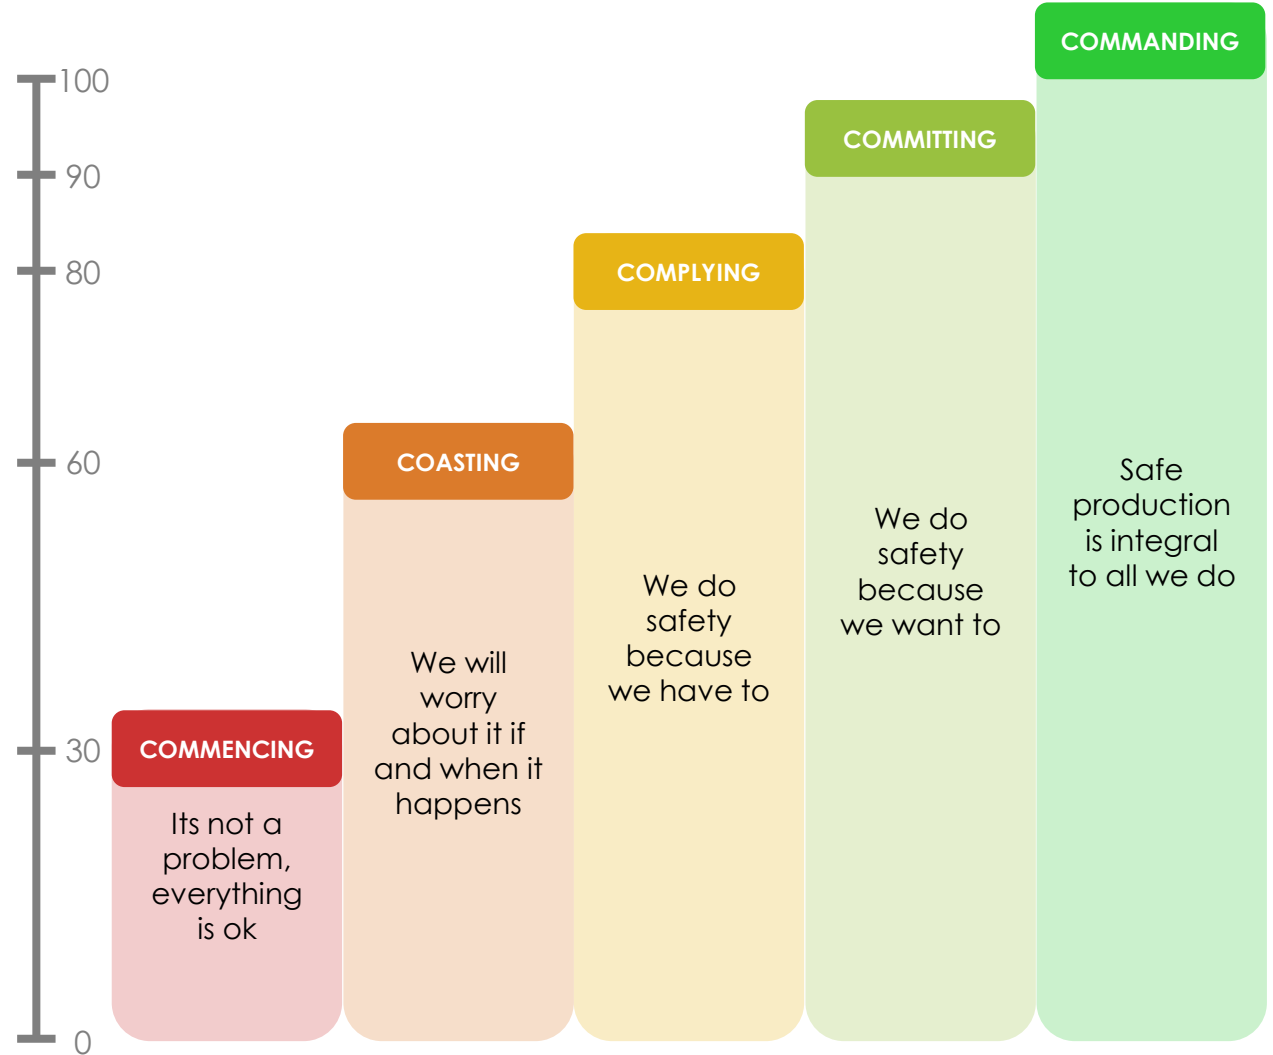 100
90
80
60
30
0
COMMENCING
Its not a
problem,
everything
is ok
COASTING
We will
worry
about it if
and when it
happens
COMPLYING
We do
safety
because
we have to
COMMITTING
We do
safety
because
we want to
COMMANDING
Safe
production
is integral
to all we do